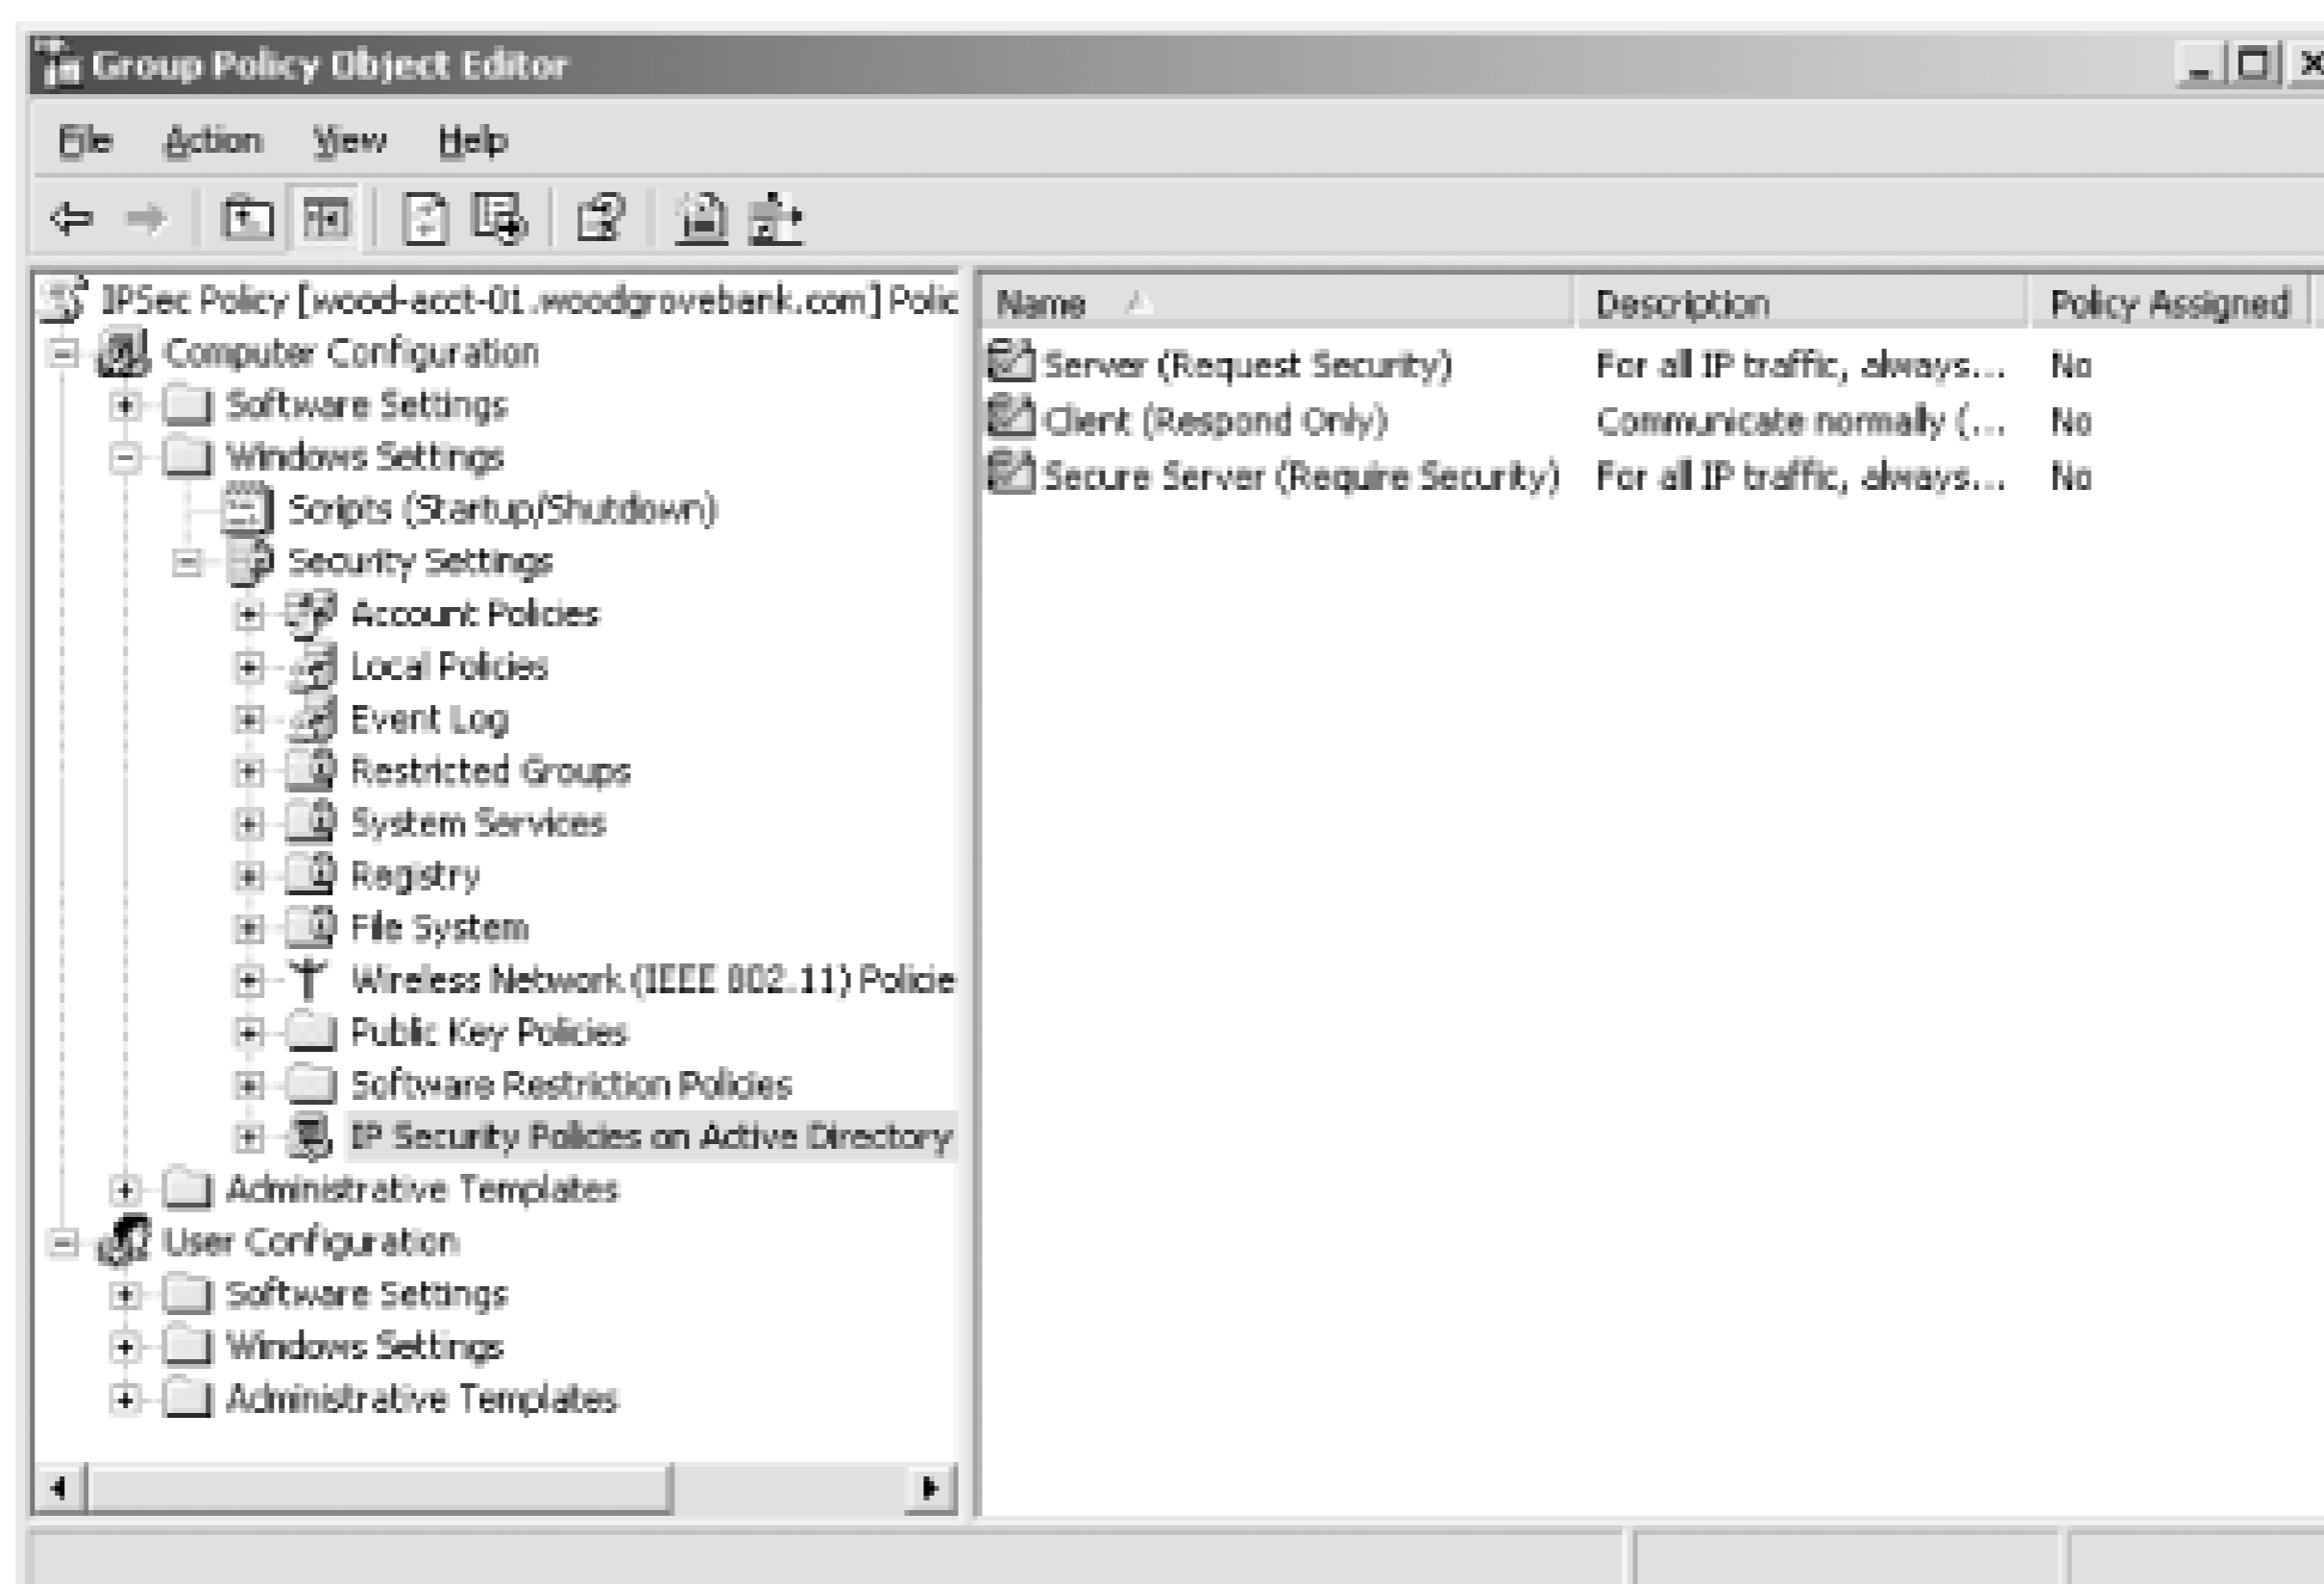 Group Policy Object Editor
File Action View Help
IPSec Policy [wood-acct-01.woodgrovebank.com] Polic
Computer Configuration
Software Settings
Windows Settings
Scripts (Startup/Shutdown)
Security Settings
Account Policies
Local Policies
Event Log
Restricted Groups
System Services
Registry
File System
Wireless Network (IEEE 802.11) Policie
Public Key Policies
Software Restriction Policies
IP Security Policies on Active Directory
Administrative Templates
User Configuration
Software Settings
Windows Settings
Administrative Templates
Name Description Policy Assigned
Server (Request Security) For all IP traffic, always... No
Client (Respond Only) Communicate normally (... No
Secure Server (Require Security) For all IP traffic, always... No